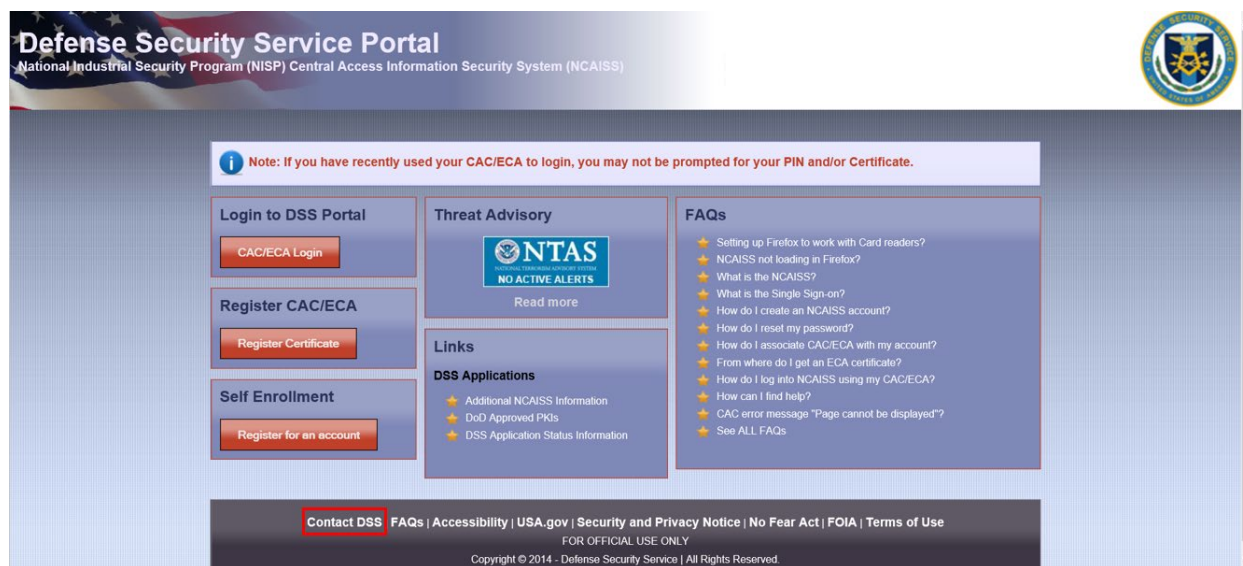 Defense Security Service Portal
National Industrial Security Program (NISP) Central Access Information Security System (NCAISS)
DEFENSE SECURITY SERVICE
UNITED STATES OF AMERICA
Note: If you have recently used your CAC/ECA to login, you may not be prompted for your PIN and/or Certificate.
Login to DSS Portal
CAC/ECA Login
Register CAC/ECA
Register Certificate
Self Enrollment
Register for an account
Threat Advisory
NTAS
NATIONAL TERRORISM ADVISORY SYSTEM
NO ACTIVE ALERTS
Read more
Links
DSS Applications
Additional NCAISS Information
DoD Approved PKIs
DSS Application Status Information
FAQs
Setting up Firefox to work with Card readers?
NCAISS not loading in Firefox?
What is the NCAISS?
What is the Single Sign-on?
How do I create an NCAISS account?
How do I reset my password?
How do I associate CAC/ECA with my account?
From where do I get an ECA certificate?
How do I log into NCAISS using my CAC/ECA?
How can I find help?
CAC error message "Page cannot be displayed"?
See ALL FAQs
Contact DSS FAQs | Accessibility | USA.gov | Security and Privacy Notice | No Fear Act | FOIA | Terms of Use
FOR OFFICIAL USE ONLY
Copyright © 2014 - Defense Security Service | All Rights Reserved.